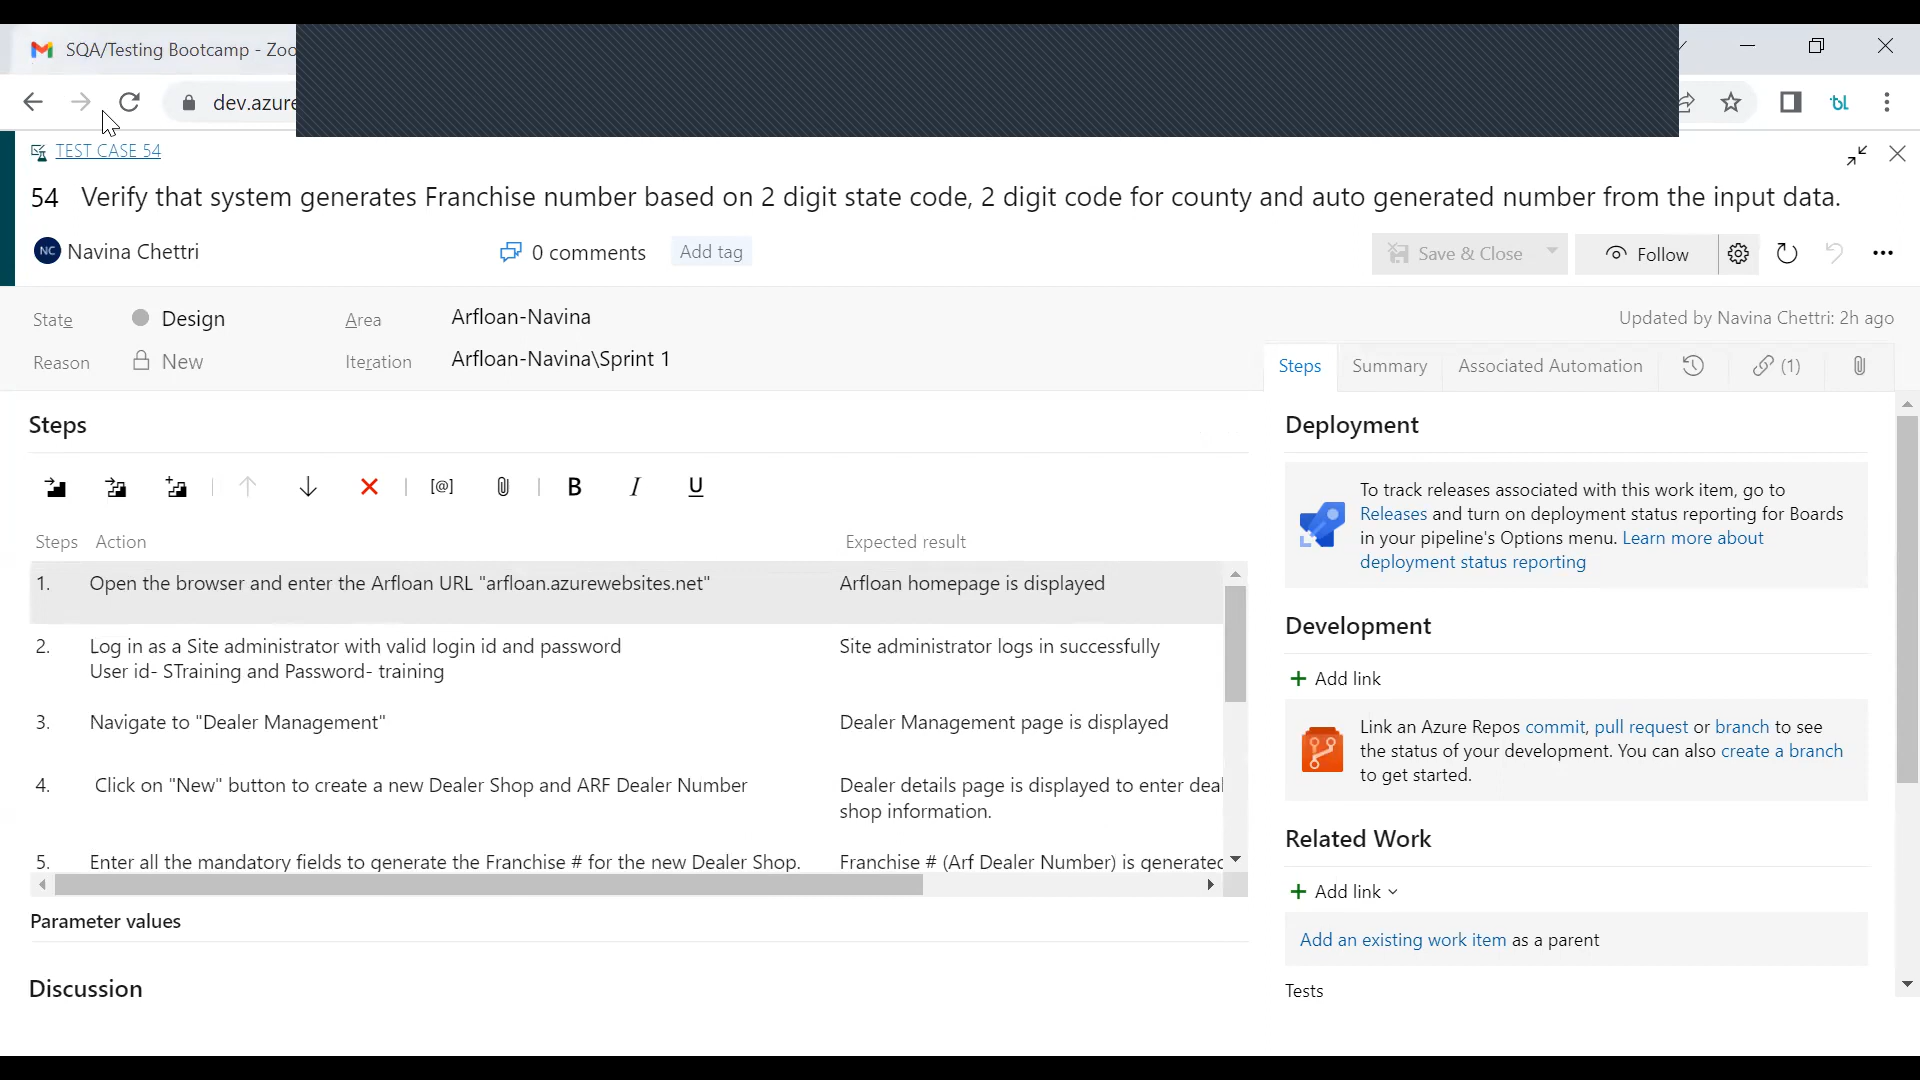 SQA/Testing Bootcamp - Zoo
dev.azure
TEST CASE 54
54 Verify that system generates Franchise number based on 2 digit state code, 2 digit code for county and auto generated number from the input data.
NC Navina Chettri
0 comments
Add tag
Save & Close
Follow
State
Design
Area
Arfloan-Navina
Updated by Navina Chettri: 2h ago
Reason
New
Iteration
Arfloan-Navina\Sprint 1
Steps
Summary
Associated Automation
(1)
Steps
[@]
B
I
U
Steps Action
Expected result
1. Open the browser and enter the Arfloan URL "arfloan.azurewebsites.net"
Arfloan homepage is displayed
2. Log in as a Site administrator with valid login id and password
User id- STraining and Password- training
Site administrator logs in successfully
3. Navigate to "Dealer Management"
Dealer Management page is displayed
4. Click on "New" button to create a new Dealer Shop and ARF Dealer Number
Dealer details page is displayed to enter deal
shop information.
5. Enter all the mandatory fields to generate the Franchise # for the new Dealer Shop.
Franchise # (Arf Dealer Number) is generated
Parameter values
Discussion
Deployment
To track releases associated with this work item, go to
Releases and turn on deployment status reporting for Boards
in your pipeline's Options menu. Learn more about
deployment status reporting
Development
+ Add link
Link an Azure Repos commit, pull request or branch to see
the status of your development. You can also create a branch
to get started.
Related Work
+ Add link
Add an existing work item as a parent
Tests
bl